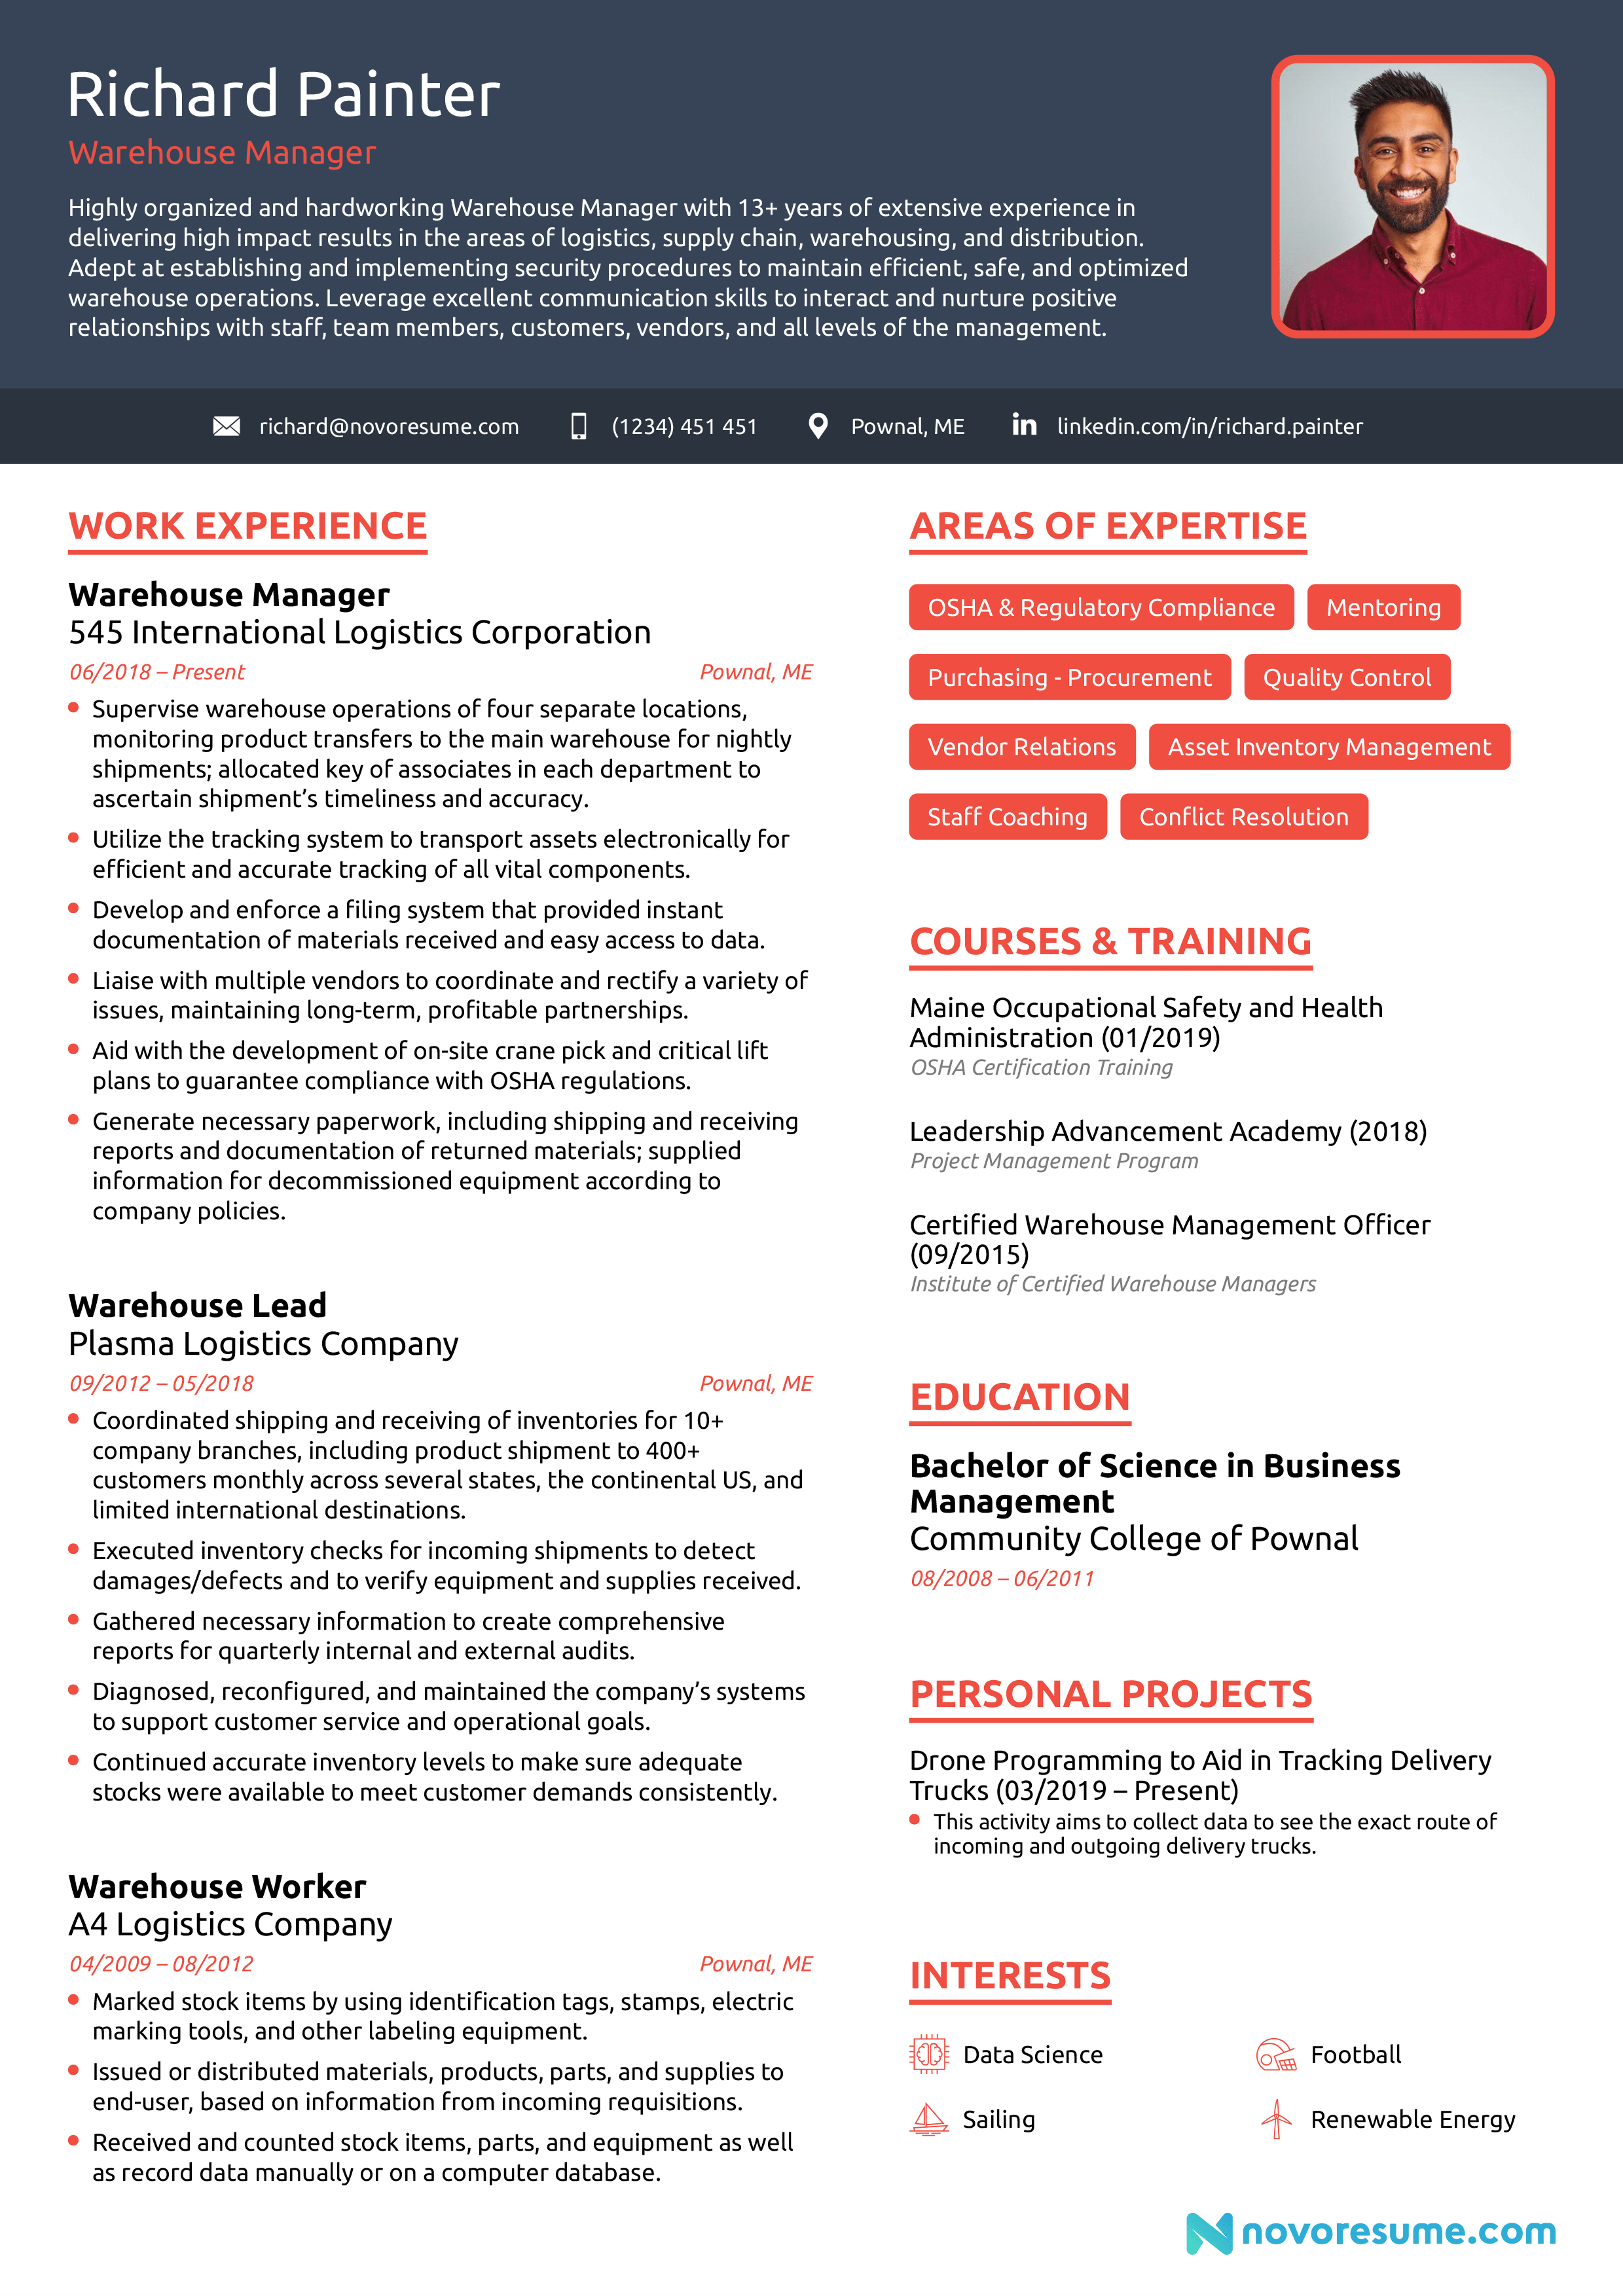 Richard Painter
Warehouse Manager
Highly organized and hardworking Warehouse Manager with 13+ years of extensive experience in
delivering high impact results in the areas of logistics, supply chain, warehousing, and distribution.
Adept at establishing and implementing security procedures to maintain efficient, safe, and optimized
warehouse operations. Leverage excellent communication skills to interact and nurture positive
relationships with staff, team members, customers, vendors, and all levels of the management.
richard@novoresume.com (1234) 451 451 Pownal, ME linkedin.com/in/richard.painter
WORK EXPERIENCE
Warehouse Manager
545 International Logistics Corporation
06/2018 – Present Pownal, ME
Supervise warehouse operations of four separate locations,
monitoring product transfers to the main warehouse for nightly
shipments; allocated key of associates in each department to
ascertain shipment’s timeliness and accuracy.
Utilize the tracking system to transport assets electronically for
efficient and accurate tracking of all vital components.
Develop and enforce a filing system that provided instant
documentation of materials received and easy access to data.
Liaise with multiple vendors to coordinate and rectify a variety of
issues, maintaining long-term, profitable partnerships.
Aid with the development of on-site crane pick and critical lift
plans to guarantee compliance with OSHA regulations.
Generate necessary paperwork, including shipping and receiving
reports and documentation of returned materials; supplied
information for decommissioned equipment according to
company policies.
Warehouse Lead
Plasma Logistics Company
09/2012 – 05/2018 Pownal, ME
Coordinated shipping and receiving of inventories for 10+
company branches, including product shipment to 400+
customers monthly across several states, the continental US, and
limited international destinations.
Executed inventory checks for incoming shipments to detect
damages/defects and to verify equipment and supplies received.
Gathered necessary information to create comprehensive
reports for quarterly internal and external audits.
Diagnosed, reconfigured, and maintained the company’s systems
to support customer service and operational goals.
Continued accurate inventory levels to make sure adequate
stocks were available to meet customer demands consistently.
Warehouse Worker
A4 Logistics Company
04/2009 – 08/2012 Pownal, ME
Marked stock items by using identification tags, stamps, electric
marking tools, and other labeling equipment.
Issued or distributed materials, products, parts, and supplies to
end-user, based on information from incoming requisitions.
Received and counted stock items, parts, and equipment as well
as record data manually or on a computer database.
AREAS OF EXPERTISE
OSHA & Regulatory Compliance Mentoring
Purchasing - Procurement Quality Control
Vendor Relations Asset Inventory Management
Staff Coaching Conflict Resolution
COURSES & TRAINING
Maine Occupational Safety and Health
Administration (01/2019)
OSHA Certification Training
Leadership Advancement Academy (2018)
Project Management Program
Certified Warehouse Management Officer
(09/2015)
Institute of Certified Warehouse Managers
EDUCATION
Bachelor of Science in Business
Management
Community College of Pownal
08/2008 – 06/2011
PERSONAL PROJECTS
Drone Programming to Aid in Tracking Delivery
Trucks (03/2019 – Present)
This activity aims to collect data to see the exact route of
incoming and outgoing delivery trucks.
INTERESTS
Data Science Football
Sailing Renewable Energy
novoresume.com